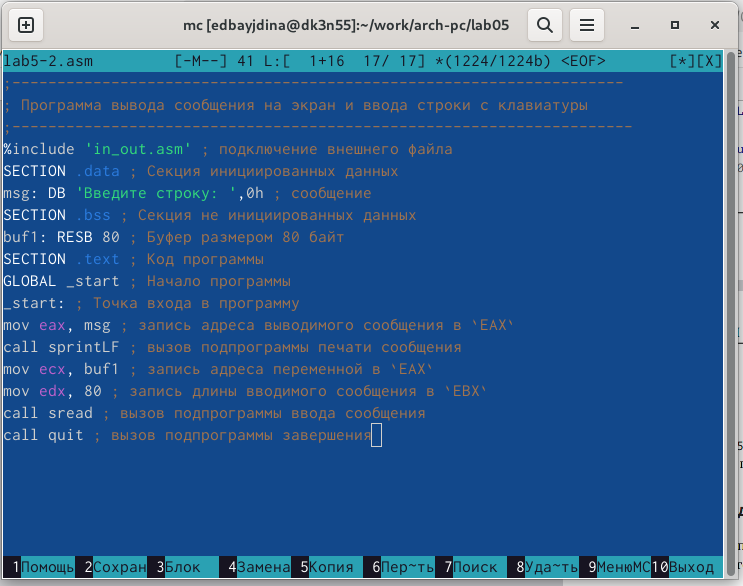 mc [edbayjdina@dk3n55]:~/work/arch-pc/lab05
lab5-2.asm [-M--] 41 L:[ 1+16 17/ 17] *(1224/1224b) <EOF> [*][X]
;--------------------------------------------------------------------
; Программа вывода сообщения на экран и ввода строки с клавиатуры
;---------------------------------------------------------------------
%include 'in_out.asm' ; подключение внешнего файла
SECTION .data ; Секция инициированных данных
msg: DB 'Введите строку: ',0h ; сообщение
SECTION .bss ; Секция не инициированных данных
buf1: RESB 80 ; Буфер размером 80 байт
SECTION .text ; Код программы
GLOBAL _start ; Начало программы
_start: ; Точка входа в программу
mov eax, msg ; запись адреса выводимого сообщения в `EAX`
call sprintLF ; вызов подпрограммы печати сообщения
mov ecx, buf1 ; запись адреса переменной в `EAX`
mov edx, 80 ; запись длины вводимого сообщения в `EBX`
call sread ; вызов подпрограммы ввода сообщения
call quit ; вызов подпрограммы завершения
1Помощь 2Сохран 3Блок 4Замена 5Копия 6Пер~ть 7Поиск 8Уда~ть 9МенюMC 10Выход